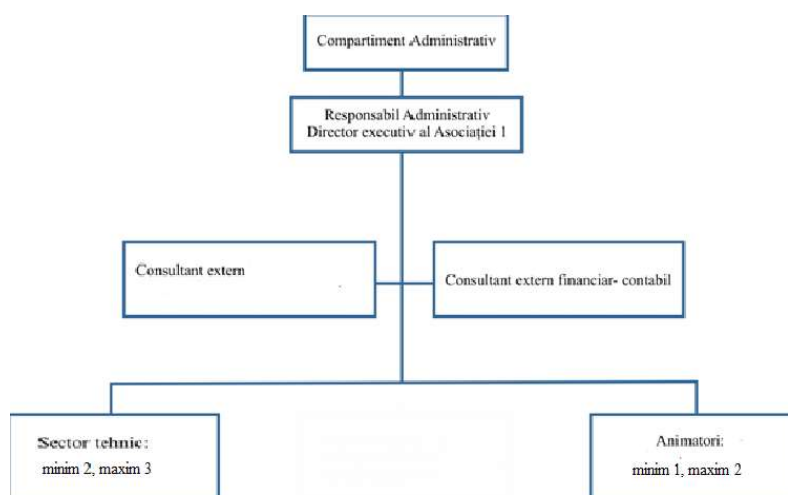 Compartiment Administrativ
Responsabil Administrativ
Director executiv al Asociației 1
Consultant extern
Consultant extern financiar- contabil
Sector tehnic:
minim 2, maxim 3
Animatori:
minim 1, maxim 2